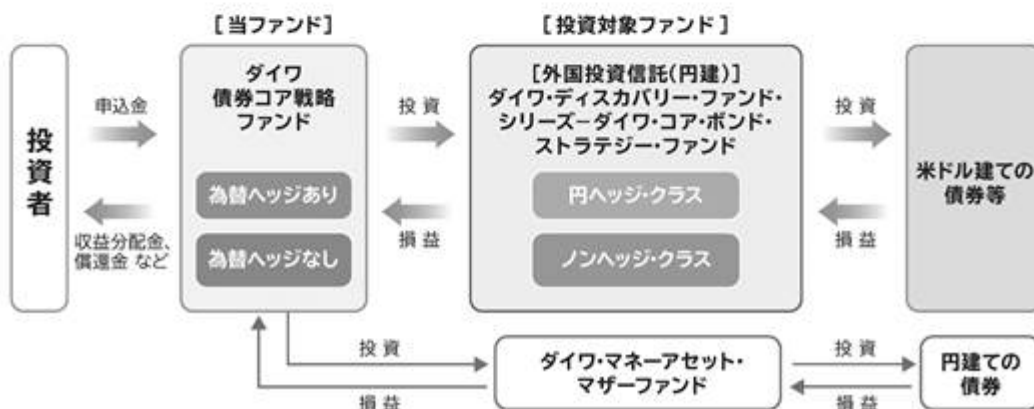 [当ファンド]
[投資対象ファンド]
投資者
申込金
収益分配金、
償還金 など
ダイワ
債券コア戦略
ファンド
為替ヘッジあり
為替ヘッジなし
投資
損益
[外国投資信託(円建)]
ダイワ・ディスカバリー・ファンド・
シリーズ−ダイワ・コア・ボンド・
ストラテジー・ファンド
円ヘッジ・クラス
ノンヘッジ・クラス
投資
損益
米ドル建ての
債券等
投資
損益
ダイワ・マネーアセット・
マザーファンド
投資
損益
円建ての
債券